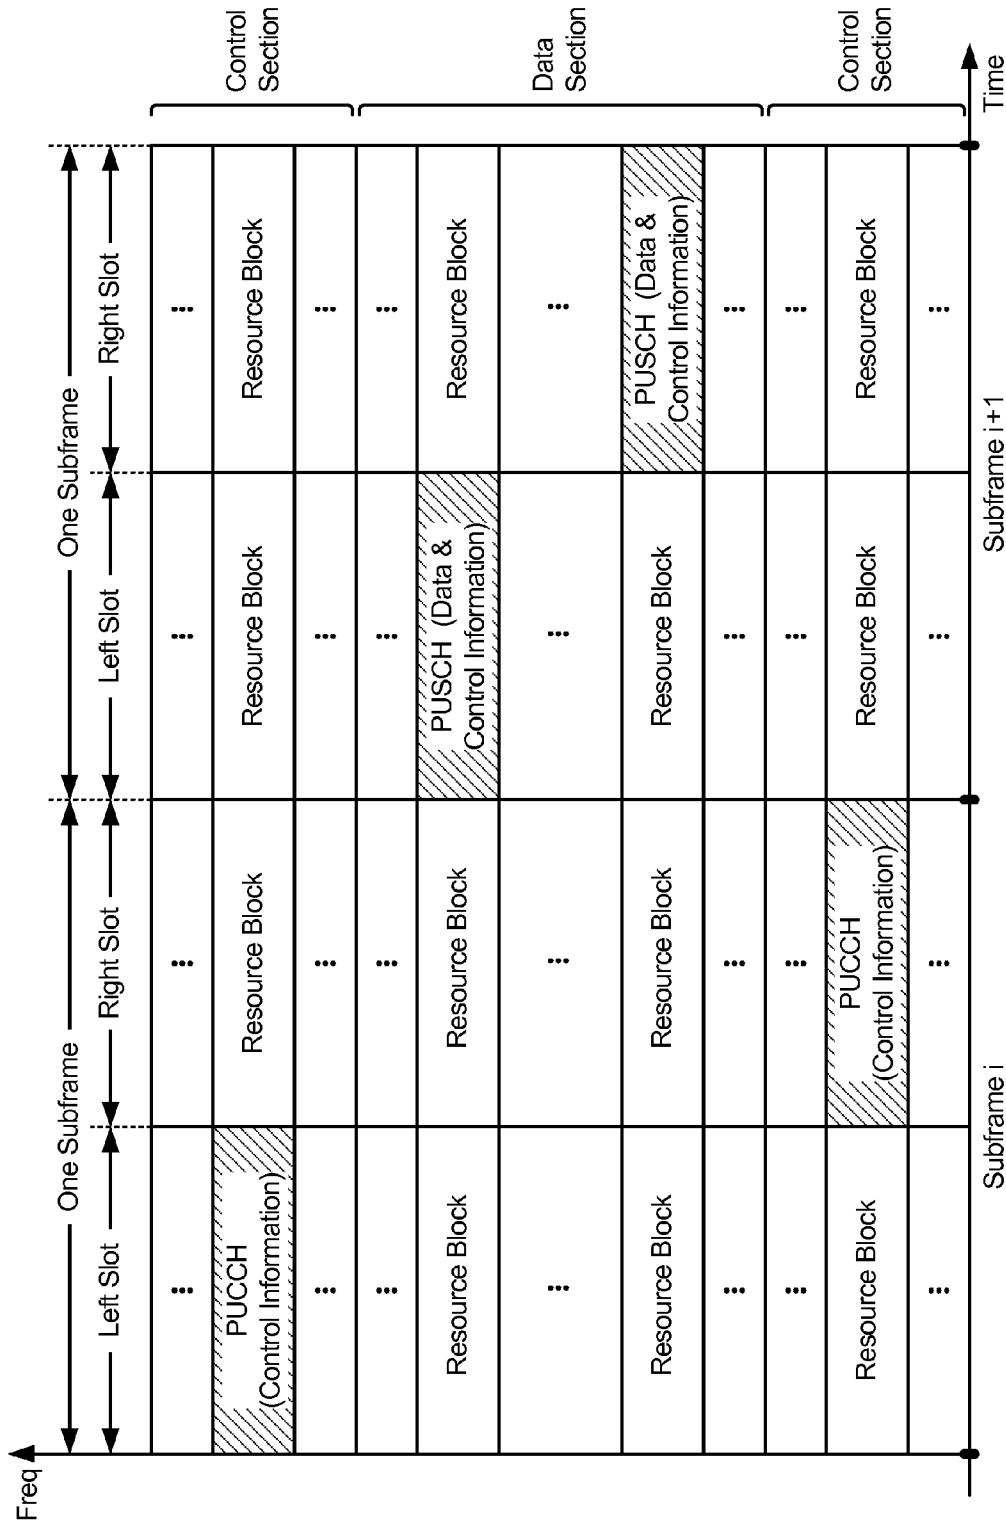 Freq
One Subframe
One Subframe
Left Slot
Right Slot
Left Slot
Right Slot
PUCCH
(Control Information)
Resource Block
Resource Block
Resource Block
Control
Section
Resource Block
Resource Block
PUSCH (Data &
Control Information)
Resource Block
Data
Section
Resource Block
Resource Block
Resource Block
PUSCH (Data &
Control Information)
Resource Block
PUCCH
(Control Information)
Resource Block
Resource Block
Control
Section
Subframe i
Subframe i+1
Time